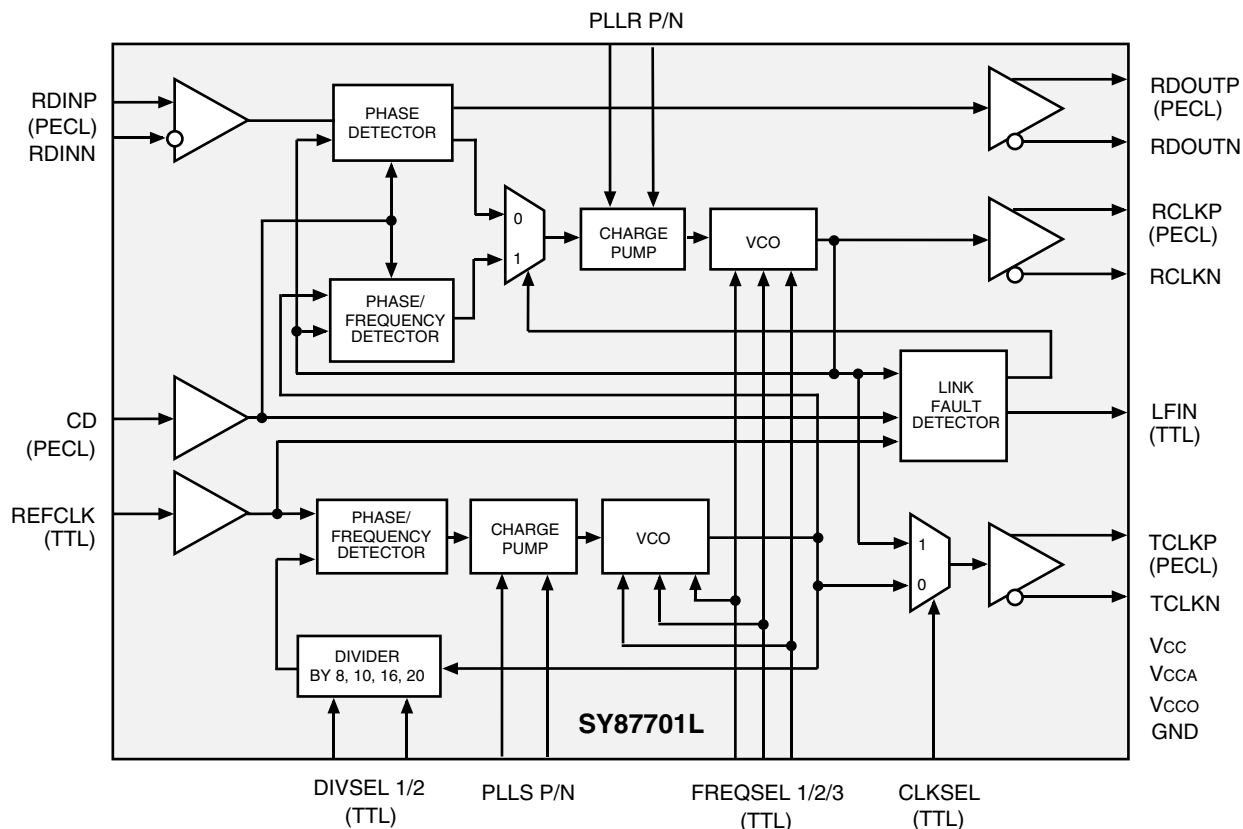 PLLR P/N
RDINP
(PECL)
RDINN
PHASE
DETECTOR
RDOUTP
(PECL)
RDOUTN
0
1
CHARGE
PUMP
VCO
RCLKP
(PECL)
RCLKN
PHASE/
FREQUENCY
DETECTOR
CD
(PECL)
LINK
FAULT
DETECTOR
LFIN
(TTL)
REFCLK
(TTL)
PHASE/
FREQUENCY
DETECTOR
CHARGE
PUMP
VCO
1
0
TCLKP
(PECL)
TCLKN
DIVIDER
BY 8, 10, 16, 20
VCC
VCCA
VCCO
GND
SY87701L
DIVSEL 1/2
(TTL)
PLLS P/N
FREQSEL 1/2/3
(TTL)
CLKSEL
(TTL)